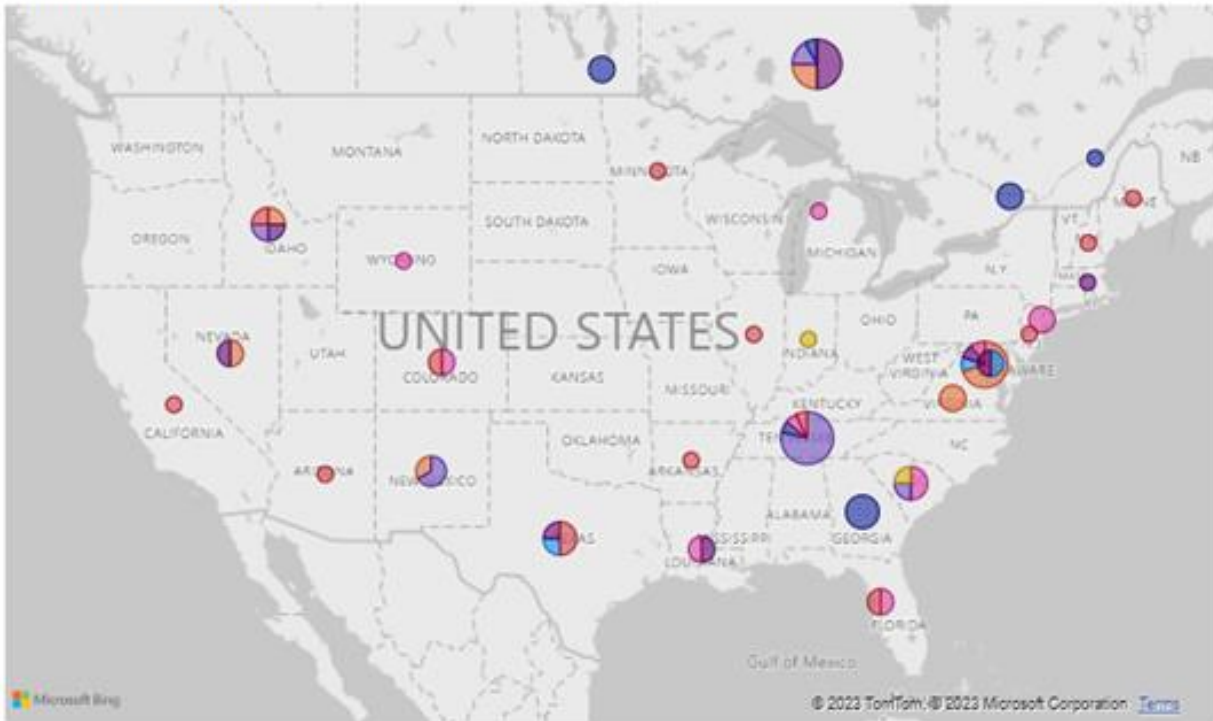 NB
WASHINGTON
MONTANA
NORTH DAKOTA
MINNESOTA
MAINE
VT
OREGON
IDAHO
SOUTH DAKOTA
WISCONSIN
MICHIGAN
WYOMING
N.Y.
IOWA
UNITED STATES
NEVADA
UTAH
COLORADO
KANSAS
MISSOURI
INDIANA
OHIO
PA
WEST
VIRGINIA
KENTUCKY
VIRGINIA
CALIFORNIA
ARIZONA
NEW MEXICO
OKLAHOMA
ARKANSAS
NC
ALABAMA
GEORGIA
LOUISIANA
FLORIDA
Gulf of Mexico
Microsoft Bing
© 2023 TomTom, © 2023 Microsoft Corporation Terms